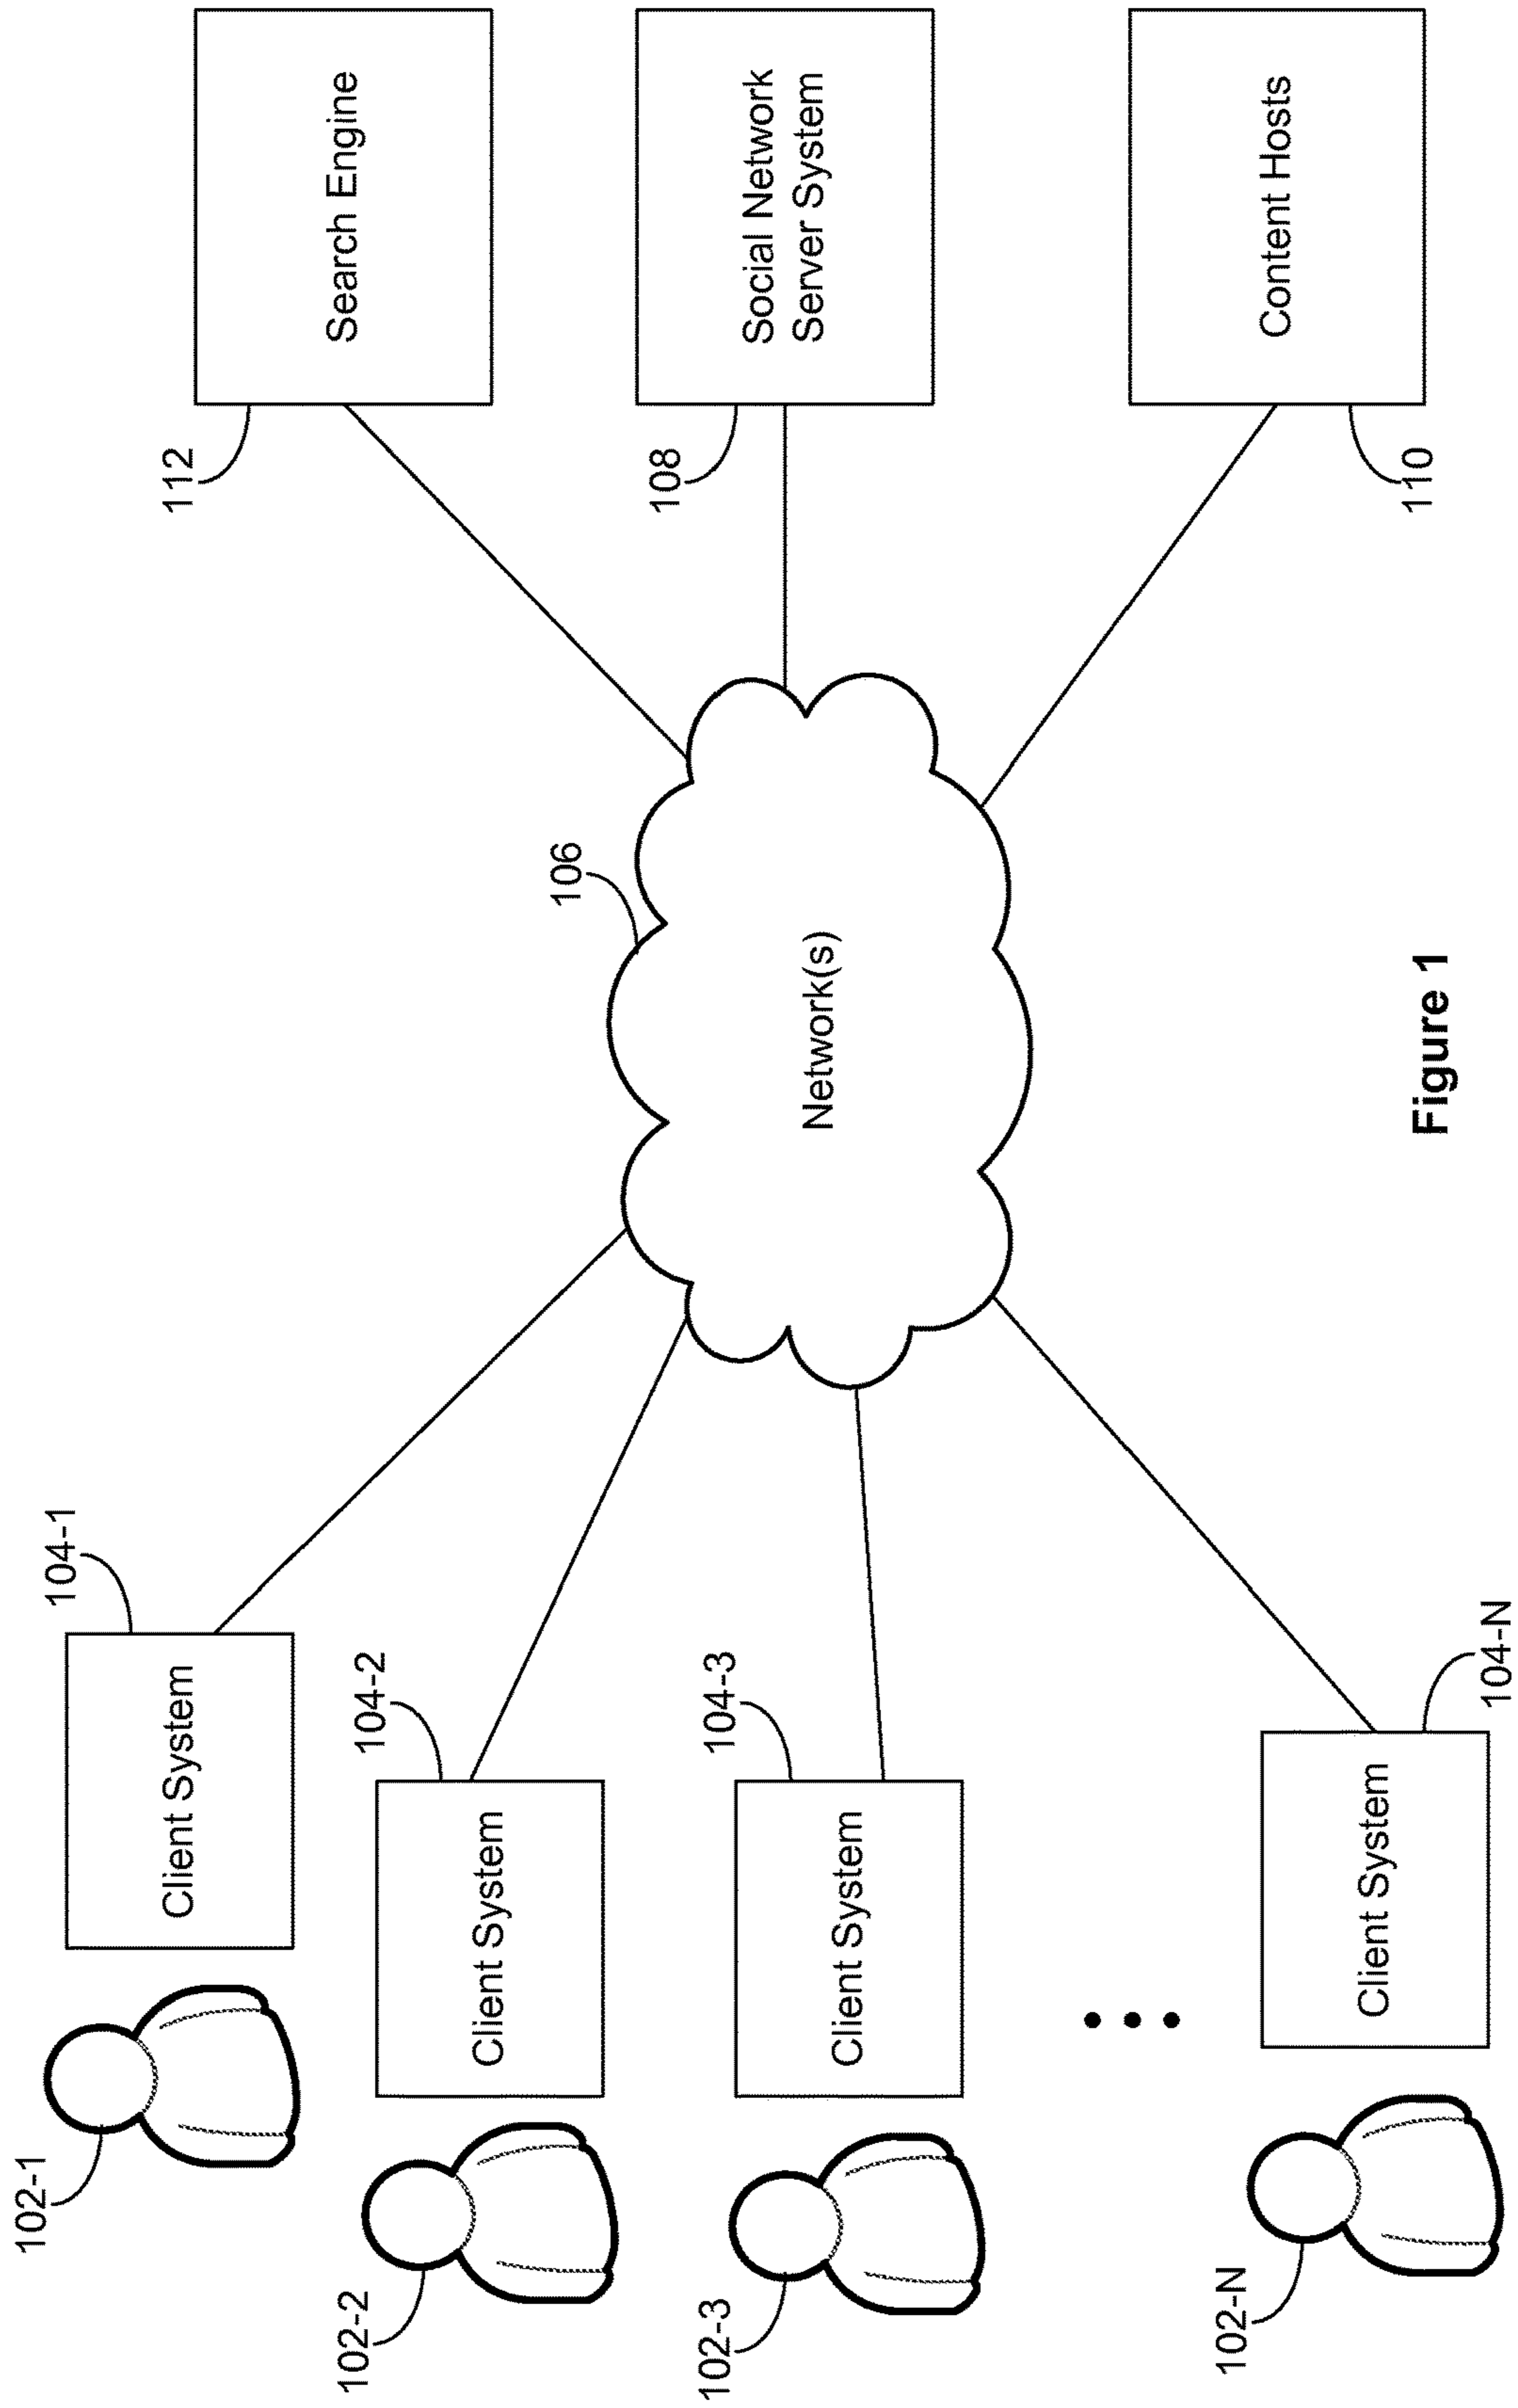 102-1
Client System
104-1
102-2
Client System
104-2
102-3
Client System
104-3
102-N
Client System
104-N
106
Network(s)
112
Search Engine
108
Social Network
Server System
110
Content Hosts
Figure 1